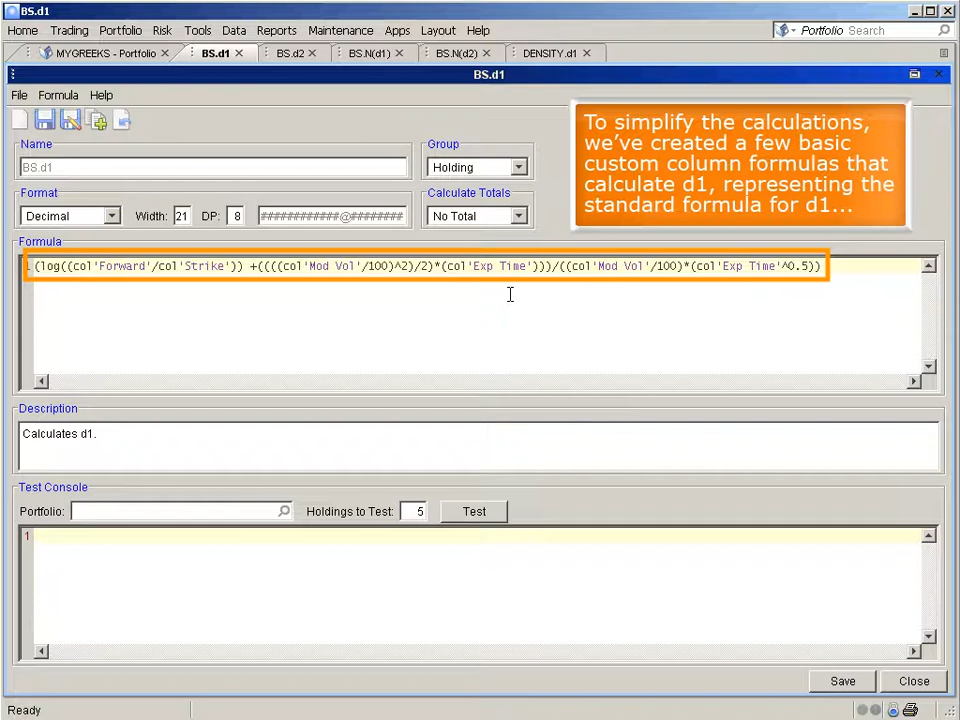 BS.d1
Home Trading Portfolio Risk Tools Data Reports Maintenance Apps Layout Help Portfolio Search
MYGREEKS - Portfolio BS.d1 BS.d2 BS.N(d1) BS.N(d2) DENSITY.d1
BS.d1
File Formula Help
To simplify the calculations,
we've created a few basic
custom column formulas that
calculate d1, representing the
standard formula for d1...
Name
BS.d1
Group
Holding
Format
Decimal Width: 21 DP: 8 ############@########
Calculate Totals
No Total
Formula
1 (log((col'Forward'/col'Strike')) +((((col'Mod Vol'/100)^2)/2)*(col'Exp Time')))/((col'Mod Vol'/100)*(col'Exp Time'^0.5))
Description
Calculates d1.
Test Console
Portfolio: Holdings to Test: 5 Test
1
Save Close
Ready